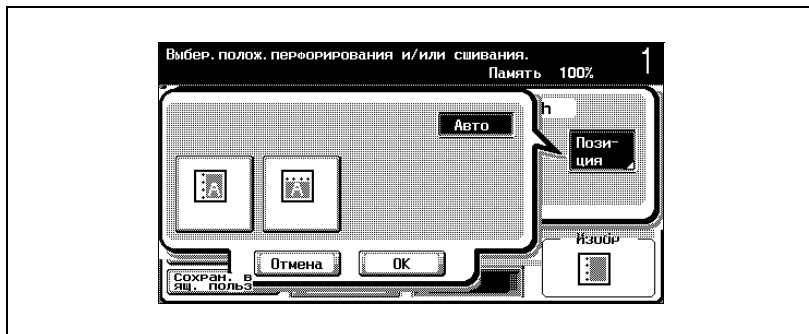 Выбер.полож.перфорирования и/или сшивания.
Память 100%
1
h
Авто
Пози-
ция
A
A
Изобр
Отмена
OK
Сохран. в
ящ. польз